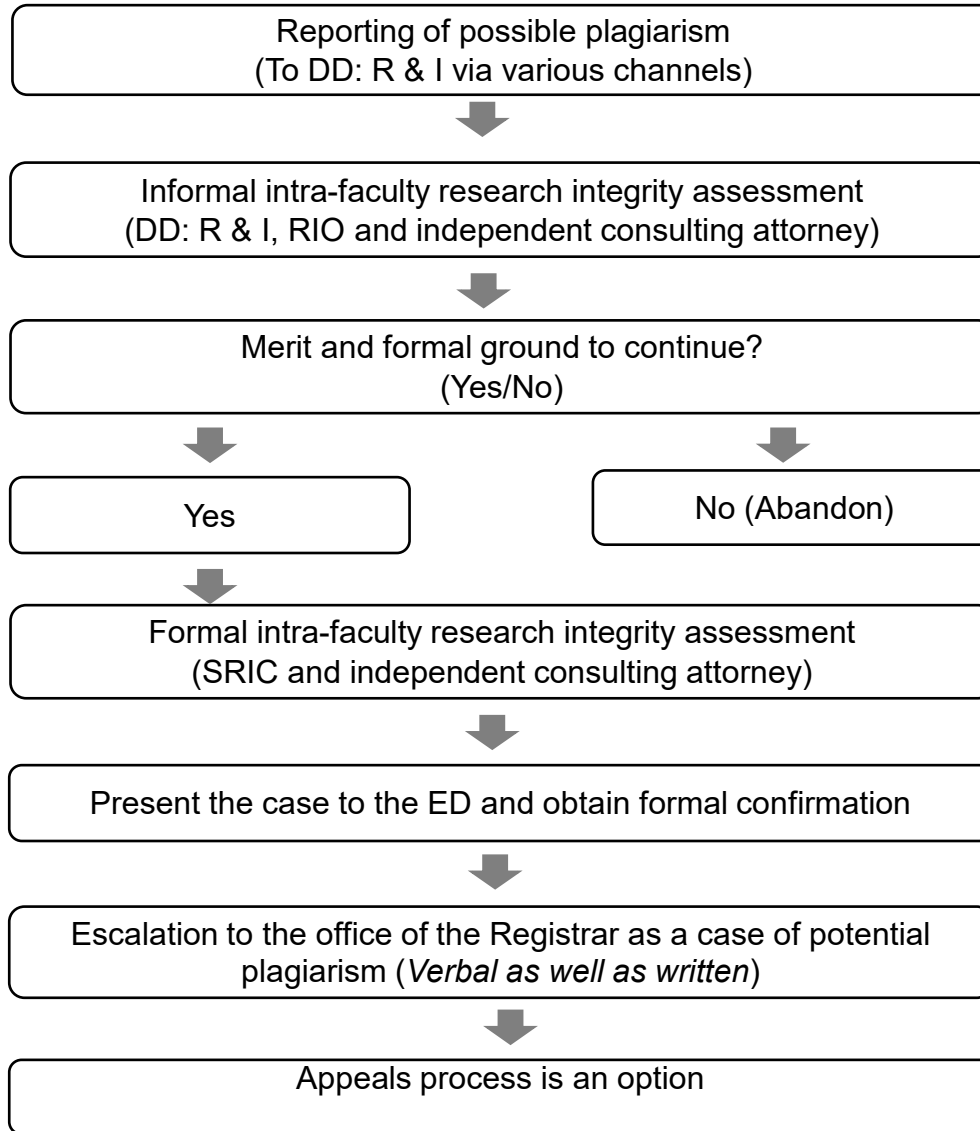 Reporting of possible plagiarism
(To DD: R & I via various channels)
Informal intra-faculty research integrity assessment
(DD: R & I, RIO and independent consulting attorney)
Merit and formal ground to continue?
(Yes/No)
Yes
No (Abandon)
Formal intra-faculty research integrity assessment
(SRIC and independent consulting attorney)
Present the case to the ED and obtain formal confirmation
Escalation to the office of the Registrar as a case of potential
plagiarism (Verbal as well as written)
Appeals process is an option